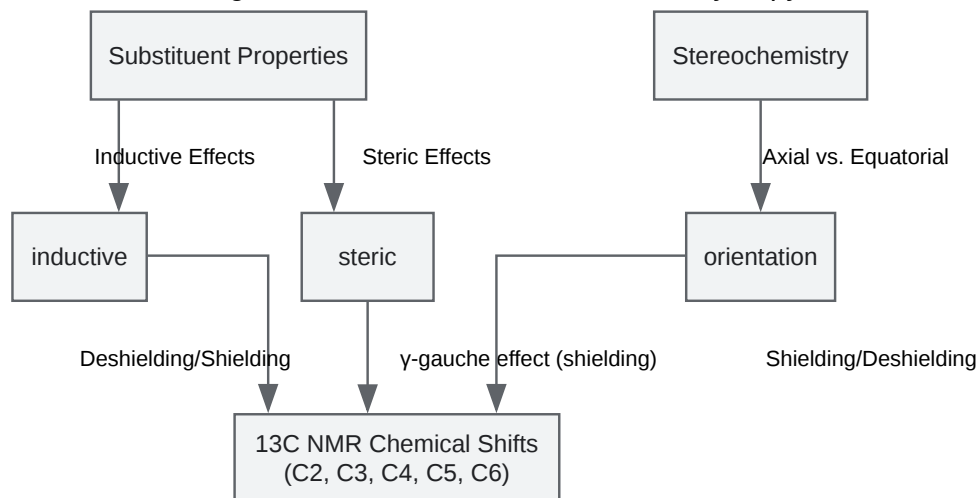 Substituent Properties
Stereochemistry
Inductive Effects
Steric Effects
Axial vs. Equatorial
inductive
steric
orientation
Deshielding/Shielding
γ-gauche effect (shielding)
Shielding/Deshielding
13C NMR Chemical Shifts
(C2, C3, C4, C5, C6)